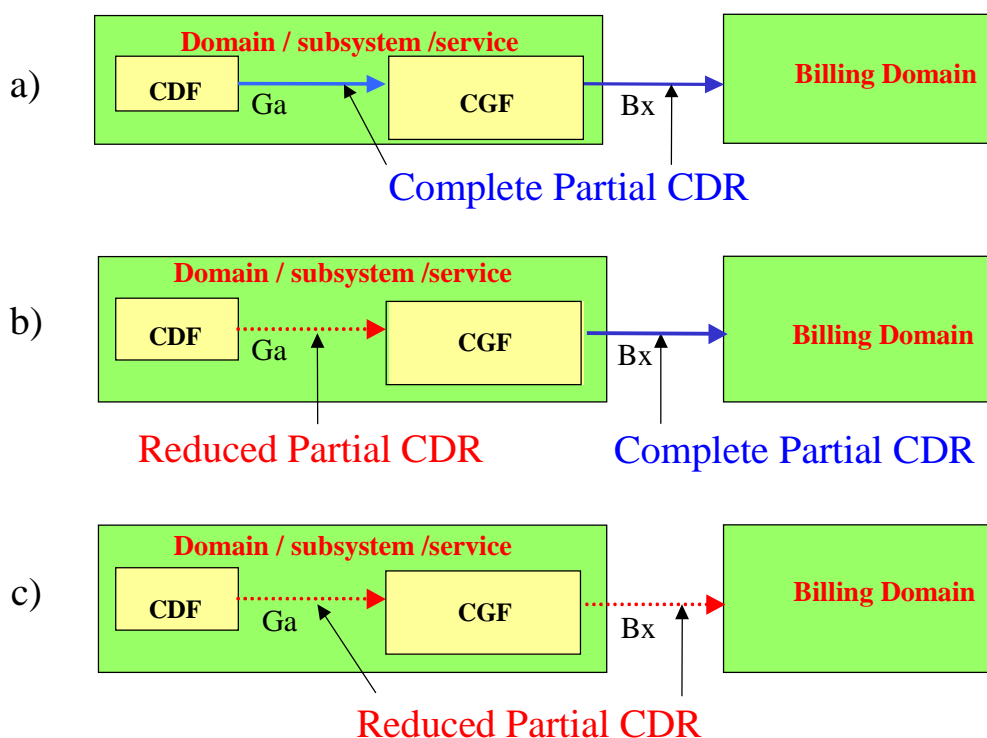 a)
Domain / subsystem /service
CDF
Ga
CGF
Bx
Billing Domain
Complete Partial CDR
b)
Domain / subsystem /service
CDF
Ga
CGF
Bx
Billing Domain
Reduced Partial CDR
Complete Partial CDR
c)
Domain / subsystem /service
CDF
Ga
CGF
Bx
Billing Domain
Reduced Partial CDR